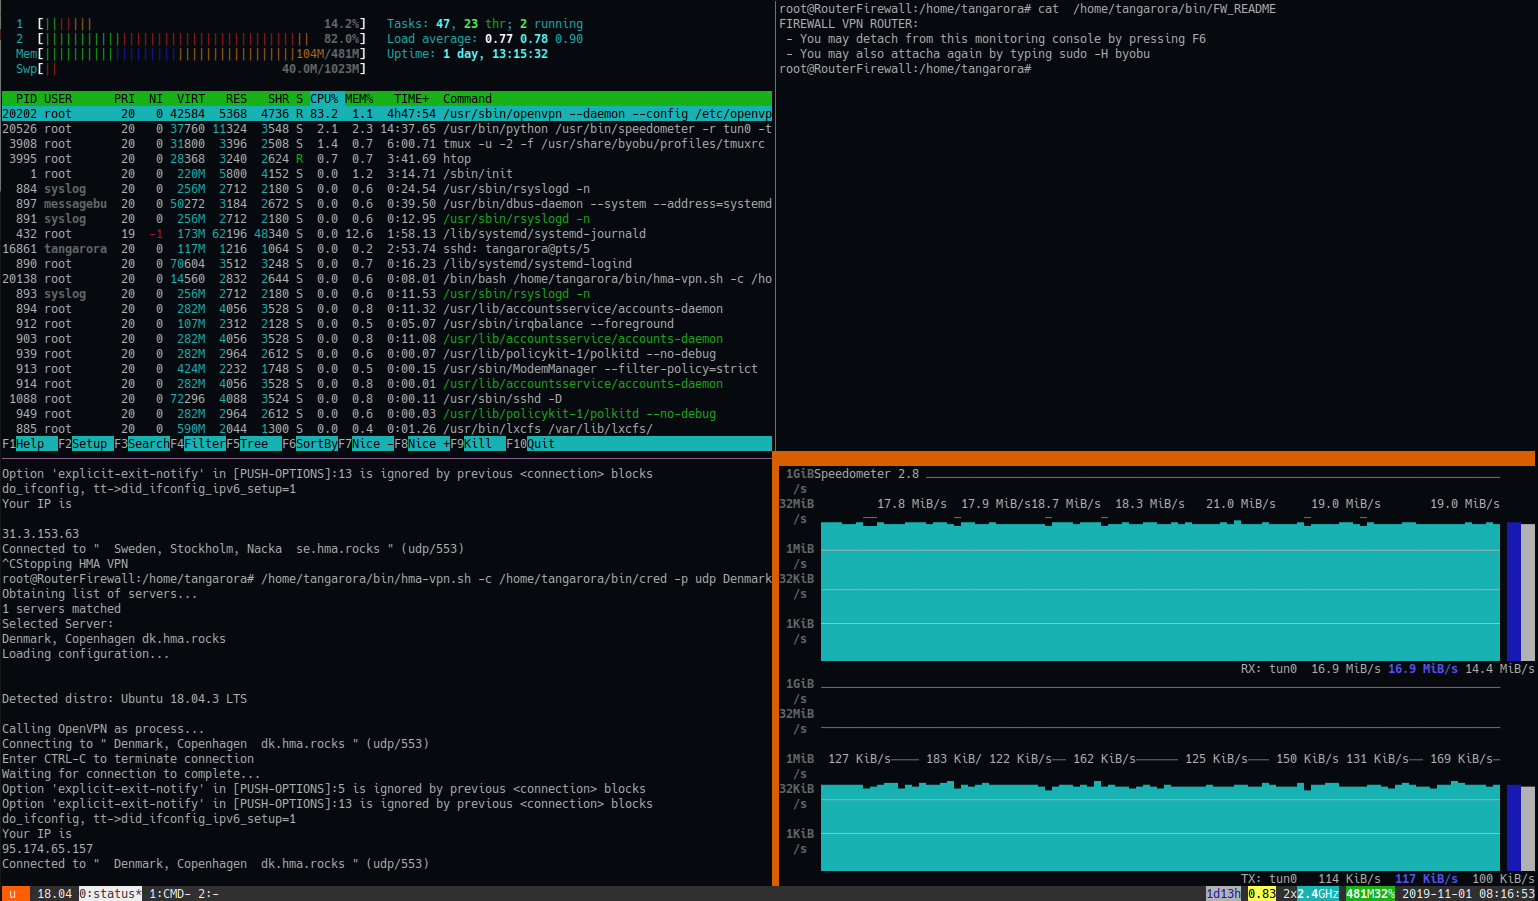 1  [||||||| 14.2%]
2  [|||||||||||||||||||||||||||||||||||||| 82.0%]
Mem[||||||||||||||||||||||||||||||||||||104M/481M]
Swp[|| 40.0M/1023M]
Tasks: 47, 23 thr; 2 running
Load average: 0.77 0.78 0.90
Uptime: 1 day, 13:15:32
PID USER PRI NI VIRT RES SHR S CPU% MEM% TIME+ Command
20202 root 20 0 42584 5368 4736 R 83.2 1.1 4h47:54 /usr/sbin/openvpn --daemon --config /etc/openvp
20526 root 20 0 37760 11324 3548 S 2.1 2.3 14:37.65 /usr/bin/python /usr/bin/speedometer -r tun0 -t
3908 root 20 0 31800 3396 2508 S 1.4 0.7 6:00.71 tmux -u -2 -f /usr/share/byobu/profiles/tmuxrc
3995 root 20 0 28368 3240 2624 R 0.7 0.7 3:41.69 htop
1 root 20 0 220M 5800 4152 S 0.0 1.2 3:14.71 /sbin/init
884 syslog 20 0 256M 2712 2180 S 0.0 0.6 0:24.54 /usr/sbin/rsyslogd -n
897 messagebu 20 0 50272 3184 2672 S 0.0 0.6 0:39.50 /usr/bin/dbus-daemon --system --address=systemd
891 syslog 20 0 256M 2712 2180 S 0.0 0.6 0:12.95 /usr/sbin/rsyslogd -n
432 root 19 -1 173M 62196 48340 S 0.0 12.6 1:58.13 /lib/systemd/systemd-journald
16861 tangarora 20 0 117M 1216 1064 S 0.0 0.2 2:53.74 sshd: tangarora@pts/5
890 root 20 0 70604 3512 3248 S 0.0 0.7 0:16.23 /lib/systemd/systemd-logind
20138 root 20 0 14560 2832 2644 S 0.0 0.6 0:08.01 /bin/bash /home/tangarora/bin/hma-vpn.sh -c /ho
893 syslog 20 0 256M 2712 2180 S 0.0 0.6 0:11.53 /usr/sbin/rsyslogd -n
894 root 20 0 282M 4056 3528 S 0.0 0.8 0:11.32 /usr/lib/accountsservice/accounts-daemon
912 root 20 0 107M 2312 2128 S 0.0 0.5 0:05.07 /usr/sbin/irqbalance --foreground
903 root 20 0 282M 4056 3528 S 0.0 0.8 0:11.08 /usr/lib/accountsservice/accounts-daemon
939 root 20 0 282M 2964 2612 S 0.0 0.6 0:00.07 /usr/lib/policykit-1/polkitd --no-debug
913 root 20 0 424M 2232 1748 S 0.0 0.5 0:00.15 /usr/sbin/ModemManager --filter-policy=strict
914 root 20 0 282M 4056 3528 S 0.0 0.8 0:00.01 /usr/lib/accountsservice/accounts-daemon
1088 root 20 0 72296 4088 3524 S 0.0 0.8 0:00.11 /usr/sbin/sshd -D
949 root 20 0 282M 2964 2612 S 0.0 0.6 0:00.03 /usr/lib/policykit-1/polkitd --no-debug
885 root 20 0 590M 2044 1300 S 0.0 0.4 0:01.26 /usr/bin/lxcfs /var/lib/lxcfs/
F1Help F2Setup F3SearchF4FilterF5Tree F6SortByF7Nice -F8Nice +F9Kill F10Quit
root@RouterFirewall:/home/tangarora# cat  /home/tangarora/bin/FW_README
FIREWALL VPN ROUTER:
- You may detach from this monitoring console by pressing F6
- You may also attacha again by typing sudo -H byobu
root@RouterFirewall:/home/tangarora#
Option 'explicit-exit-notify' in [PUSH-OPTIONS]:13 is ignored by previous <connection> blocks
do_ifconfig, tt->did_ifconfig_ipv6_setup=1
Your IP is
31.3.153.63
Connected to "  Sweden, Stockholm, Nacka  se.hma.rocks " (udp/553)
^CStopping HMA VPN
root@RouterFirewall:/home/tangarora# /home/tangarora/bin/hma-vpn.sh -c /home/tangarora/bin/cred -p udp Denmark
Obtaining list of servers...
1 servers matched
Selected Server:
Denmark, Copenhagen dk.hma.rocks
Loading configuration...
Detected distro: Ubuntu 18.04.3 LTS
Calling OpenVPN as process...
Connecting to " Denmark, Copenhagen  dk.hma.rocks " (udp/553)
Enter CTRL-C to terminate connection
Waiting for connection to complete...
Option 'explicit-exit-notify' in [PUSH-OPTIONS]:5 is ignored by previous <connection> blocks
Option 'explicit-exit-notify' in [PUSH-OPTIONS]:13 is ignored by previous <connection> blocks
do_ifconfig, tt->did_ifconfig_ipv6_setup=1
Your IP is
95.174.65.157
Connected to "  Denmark, Copenhagen  dk.hma.rocks " (udp/553)
1GiBSpeedometer 2.8
/s
32MiB 17.8 MiB/s 17.9 MiB/s18.7 MiB/s 18.3 MiB/s 21.0 MiB/s 19.0 MiB/s 19.0 MiB/s
/s
1MiB
/s
32KiB
/s
1KiB
/s
RX: tun0 16.9 MiB/s 16.9 MiB/s 14.4 MiB/s
1GiB
/s
32MiB
/s
1MiB 127 KiB/s 183 KiB/ 122 KiB/s 162 KiB/s 125 KiB/s 150 KiB/s 131 KiB/s 169 KiB/s
/s
32KiB
/s
1KiB
/s
TX: tun0 114 KiB/s 117 KiB/s 100 KiB/s
u 18.04 0:status* 1:CMD- 2:- 1d13h 0.83 2x2.4GHz 481M32% 2019-11-01 08:16:53